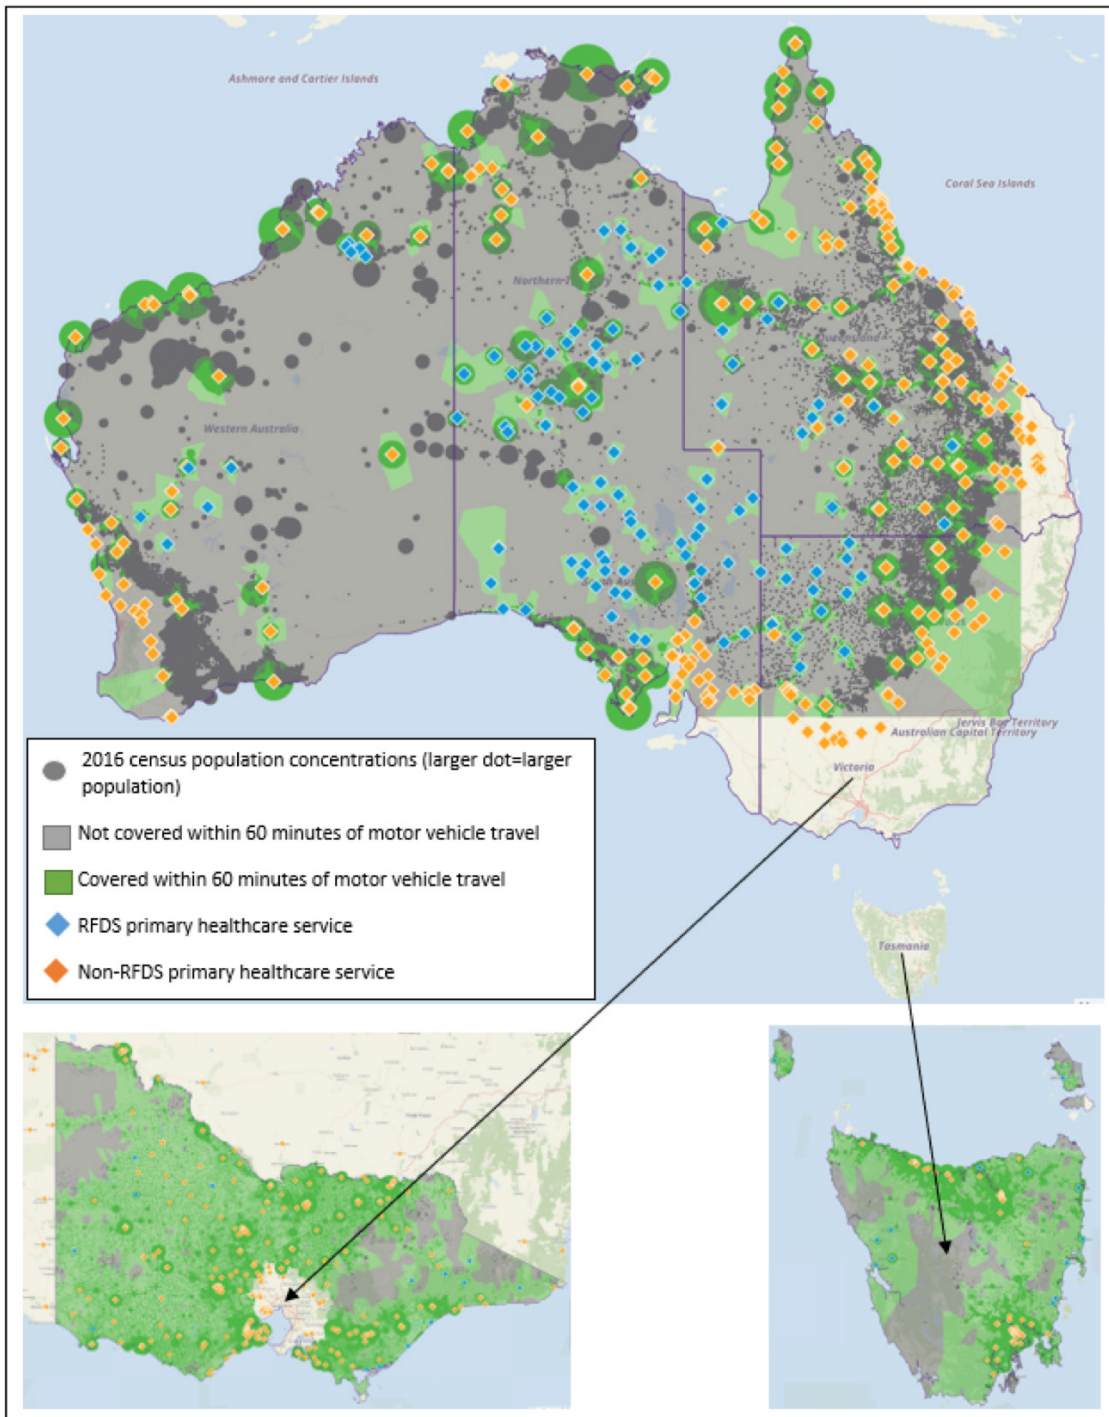 Ashmore and Cartier Islands
Coral Sea Islands
Northern
Queensland
Western Australia
Jervis Bay Territory
Australian Capital Territory
Victoria
Tasmania
2016 census population concentrations (larger dot=larger
population)
Not covered within 60 minutes of motor vehicle travel
Covered within 60 minutes of motor vehicle travel
RFDS primary healthcare service
Non-RFDS primary healthcare service